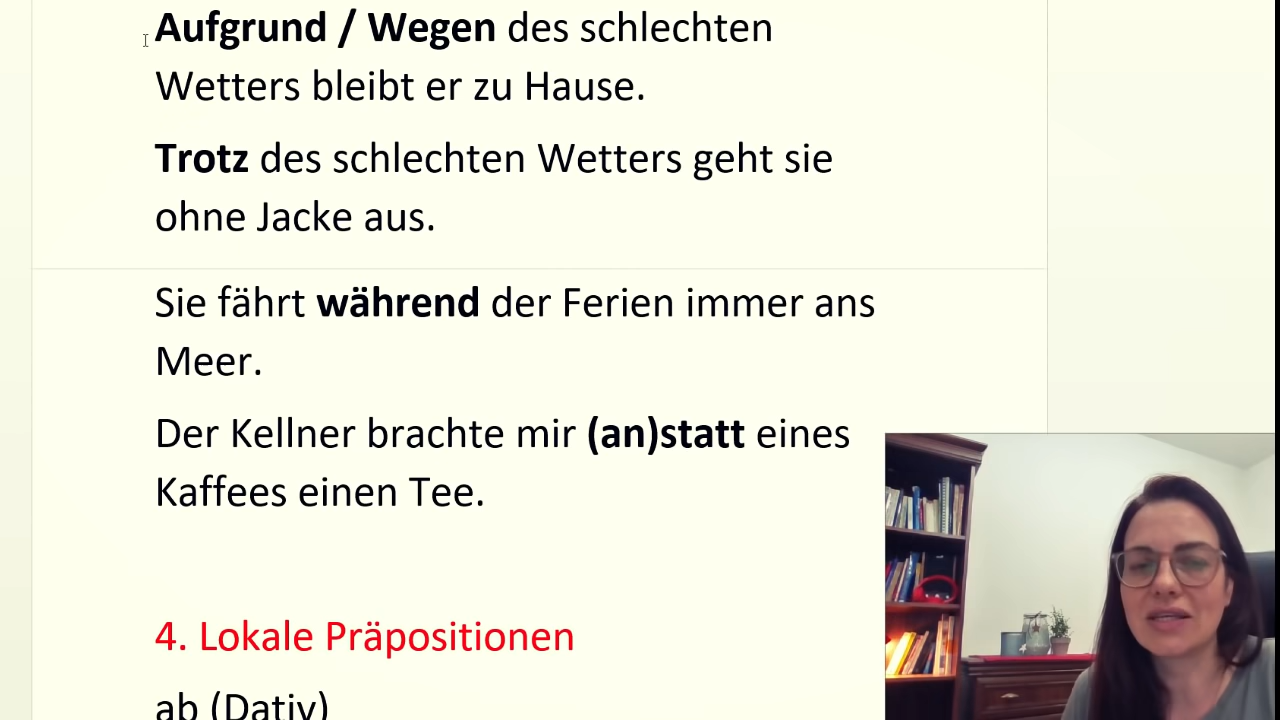 Aufgrund / Wegen des schlechten
Wetters bleibt er zu Hause.
Trotz des schlechten Wetters geht sie
ohne Jacke aus.
Sie fährt während der Ferien immer ans
Meer.
Der Kellner brachte mir (an)statt eines
Kaffees einen Tee.
4. Lokale Präpositionen
ab (Dativ)